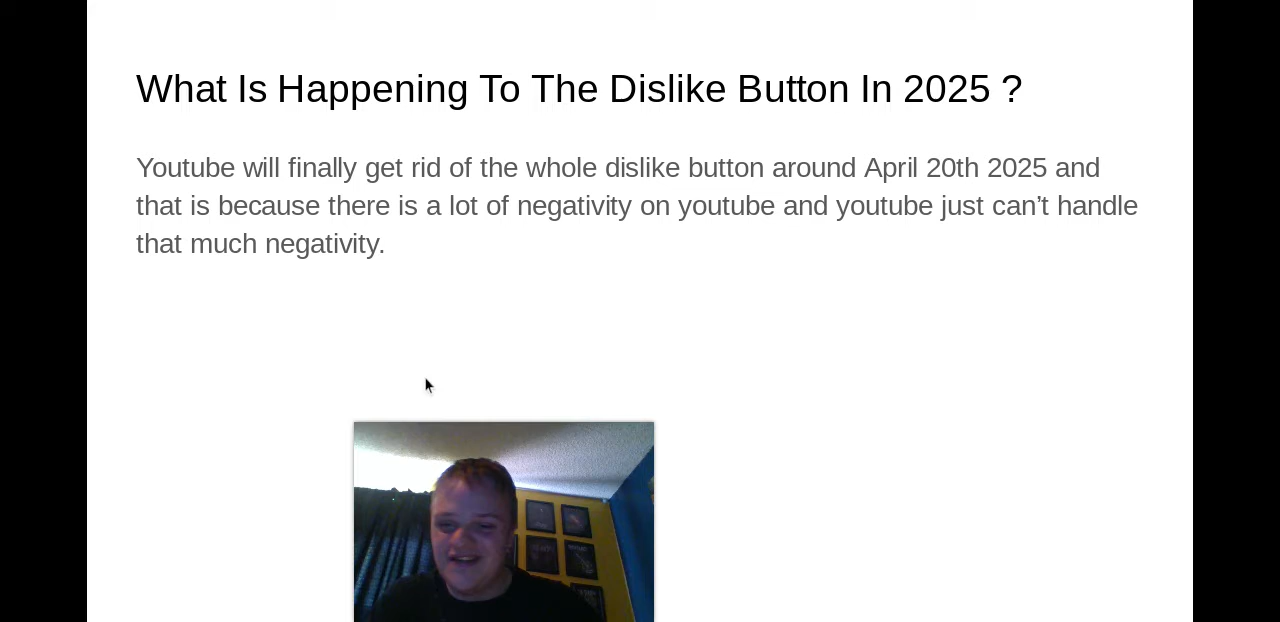 What Is Happening To The Dislike Button In 2025 ?
Youtube will finally get rid of the whole dislike button around April 20th 2025 and
that is because there is a lot of negativity on youtube and youtube just can’t handle
that much negativity.